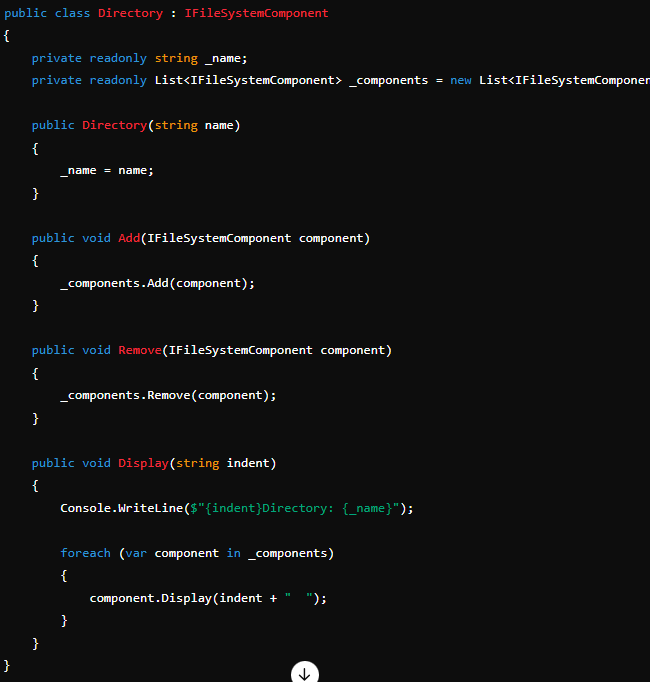 public class Directory : IFileSystemComponent
{
    private readonly string _name;
    private readonly List<IFileSystemComponent> _components = new List<IFileSystemComponen

    public Directory(string name)
    {
        _name = name;
    }

    public void Add(IFileSystemComponent component)
    {
        _components.Add(component);
    }

    public void Remove(IFileSystemComponent component)
    {
        _components.Remove(component);
    }

    public void Display(string indent)
    {
        Console.WriteLine($"{indent}Directory: {_name}");

        foreach (var component in _components)
        {
            component.Display(indent + "  ");
        }
    }
}